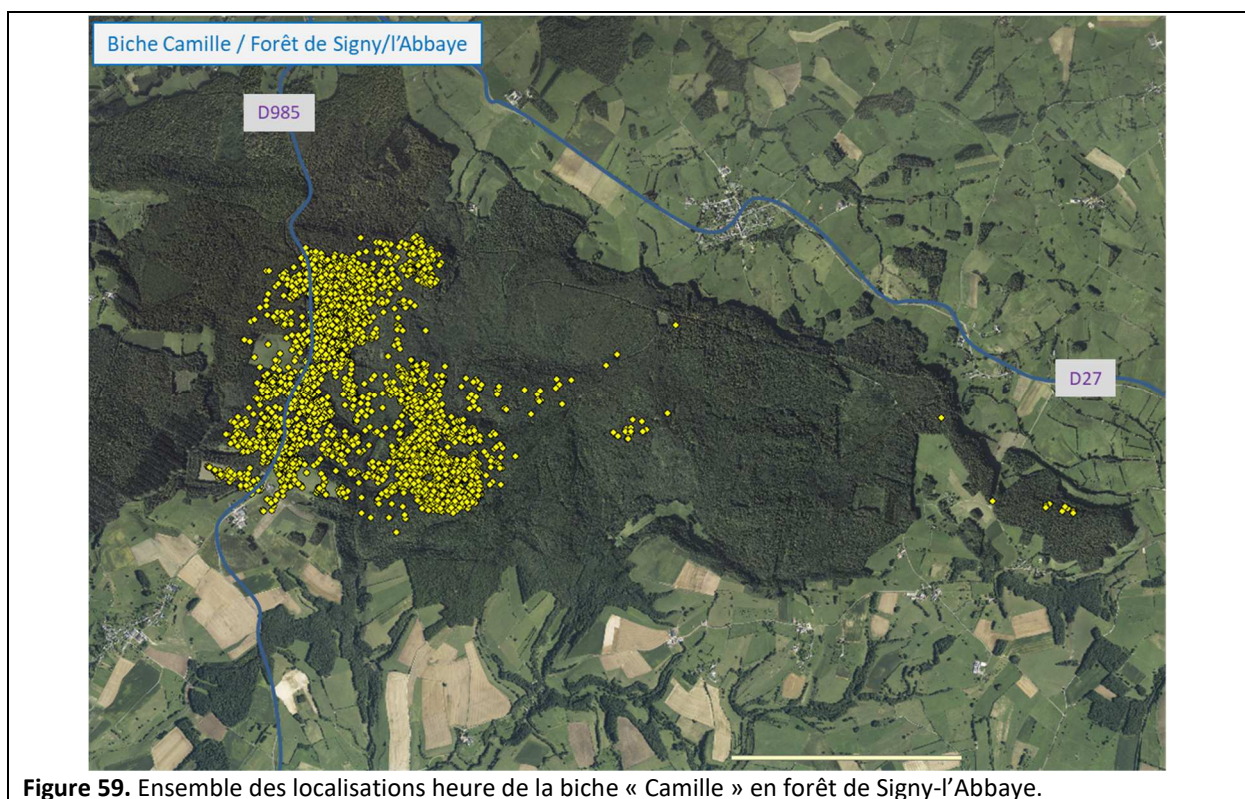 Biche Camille / Forêt de Signy/l'Abbaye
D985
D27
Figure 59. Ensemble des localisations heure de la biche « Camille » en forêt de Signy-l'Abbaye.